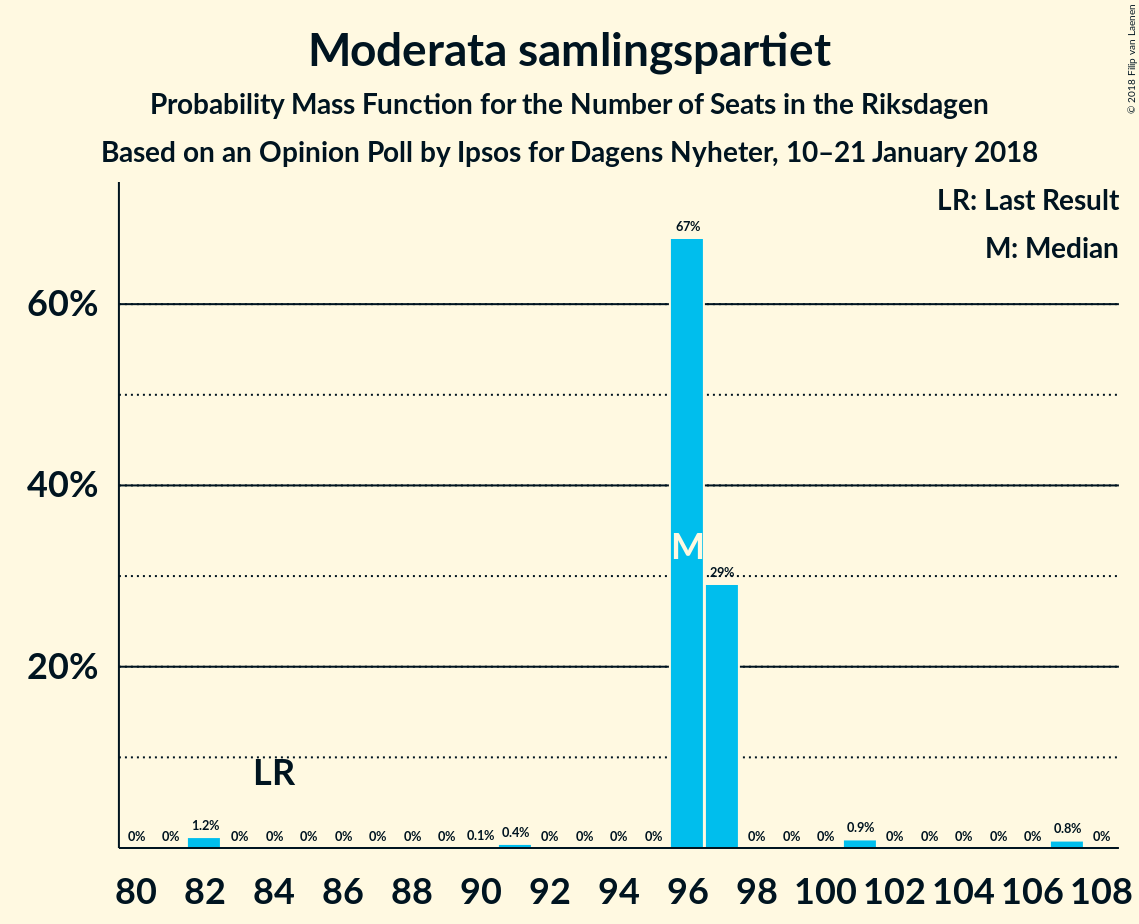 Moderata samlingspartiet
Probability Mass Function for the Number of Seats in the Riksdagen
Based on an Opinion Poll by Ipsos for Dagens Nyheter, 10–21 January 2018
© 2018 Filip van Laenen
LR: Last Result
M: Median
67%
60%
40%
M
29%
20%
LR
0% 0% 1.2% 0% 0% 0% 0% 0% 0% 0% 0.1% 0.4% 0% 0% 0% 0% 0% 0% 0% 0.9% 0% 0% 0% 0% 0% 0.8% 0%
80 82 84 86 88 90 92 94 96 98 100 102 104 106 108